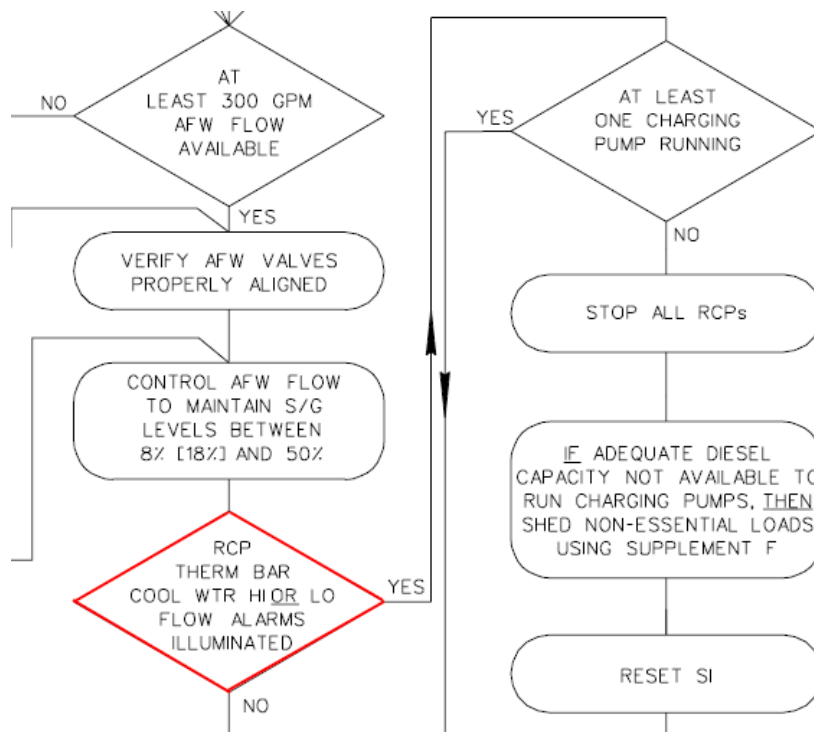 AT
LEAST 300 GPM
AFW FLOW
AVAILABLE
NO
YES
VERIFY AFW VALVES
PROPERLY ALIGNED
CONTROL AFW FLOW
TO MAINTAIN S/G
LEVELS BETWEEN
8% [18%] AND 50%
RCP
THERM BAR
COOL WTR HI OR LO
FLOW ALARMS
ILLUMINATED
YES
NO
AT LEAST
ONE CHARGING
PUMP RUNNING
YES
NO
STOP ALL RCPs
IF ADEQUATE DIESEL
CAPACITY NOT AVAILABLE TO
RUN CHARGING PUMPS, THEN
SHED NON-ESSENTIAL LOADS
USING SUPPLEMENT F
RESET SI